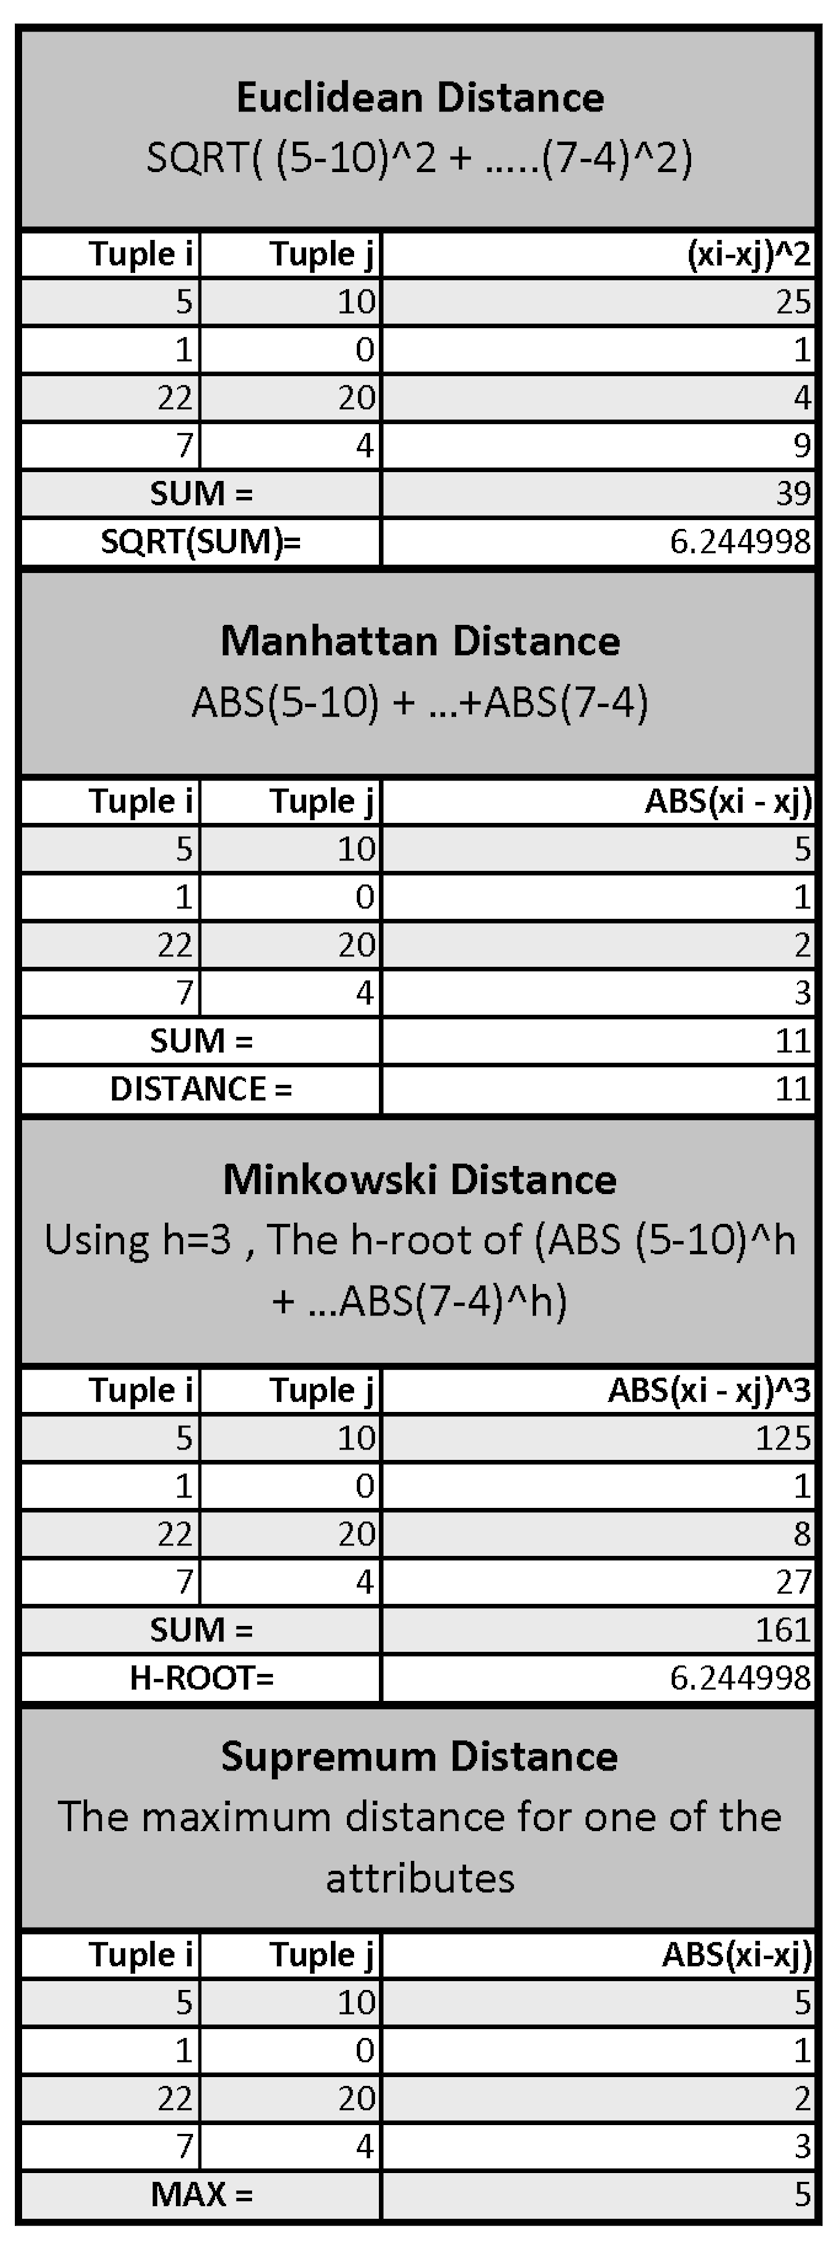 Euclidean Distance
SQRT( (5-10)^2 + .....(7-4)^2)
Tuple i Tuple j (xi-xj)^2
5 10 25
1 0 1
22 20 4
7 4 9
SUM = 39
SQRT(SUM)= 6.244998
Manhattan Distance
ABS(5-10) + ...+ABS(7-4)
Tuple i Tuple j ABS(xi - xj)
5 10 5
1 0 1
22 20 2
7 4 3
SUM = 11
DISTANCE = 11
Minkowski Distance
Using h=3 , The h-root of (ABS (5-10)^h
+ ...ABS(7-4)^h)
Tuple i Tuple j ABS(xi - xj)^3
5 10 125
1 0 1
22 20 8
7 4 27
SUM = 161
H-ROOT= 6.244998
Supremum Distance
The maximum distance for one of the
attributes
Tuple i Tuple j ABS(xi-xj)
5 10 5
1 0 1
22 20 2
7 4 3
MAX = 5